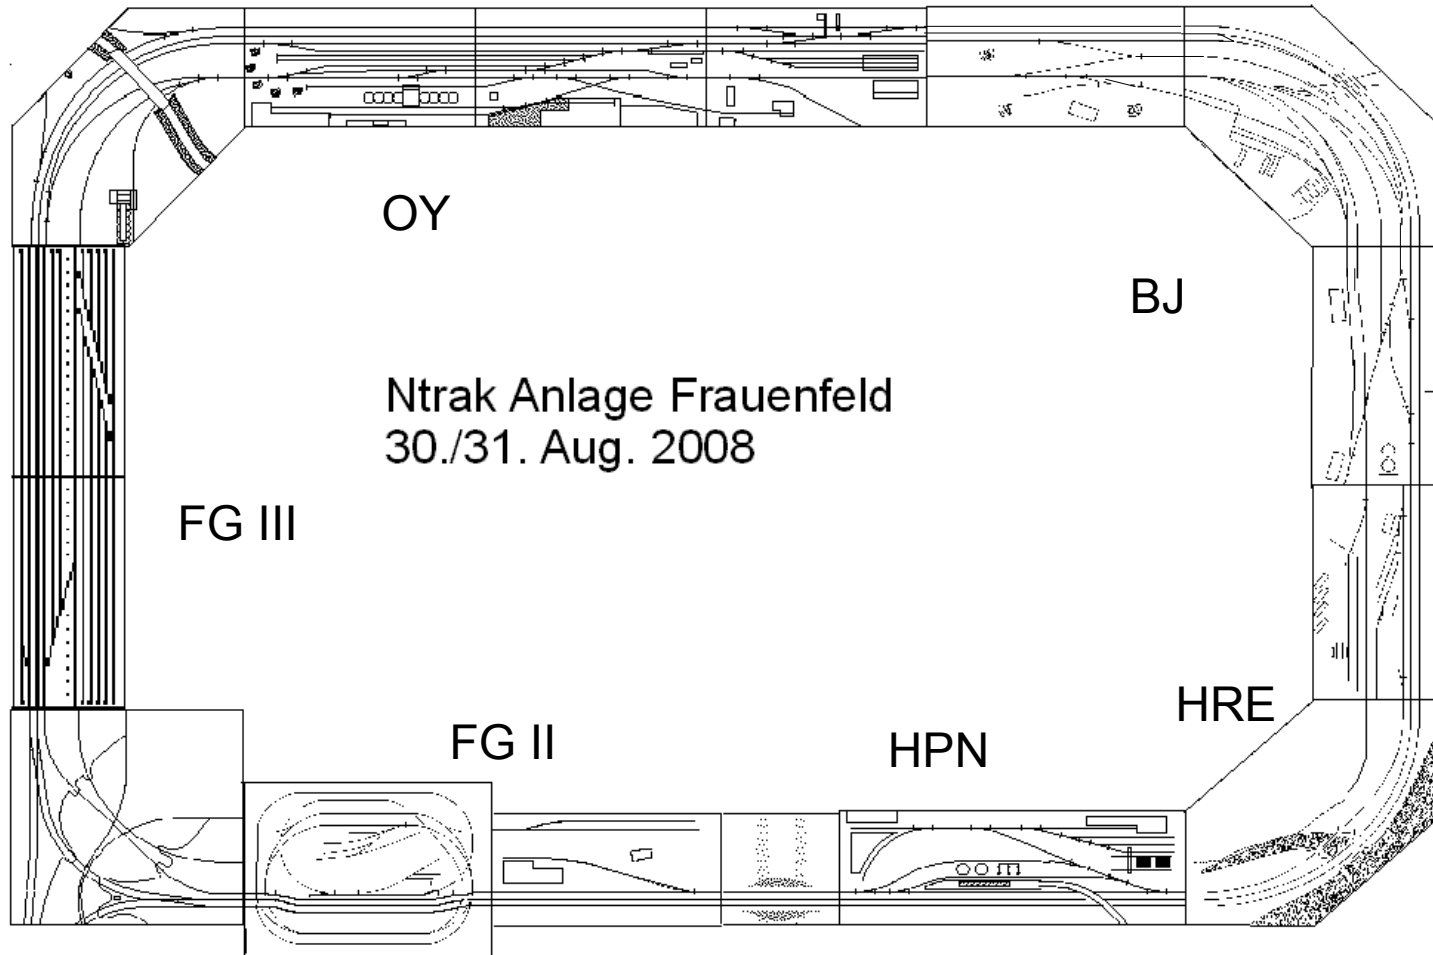 OY
BJ
Ntrak Anlage Frauenfeld
30./31. Aug. 2008
FG III
HRE
FG II
HPN